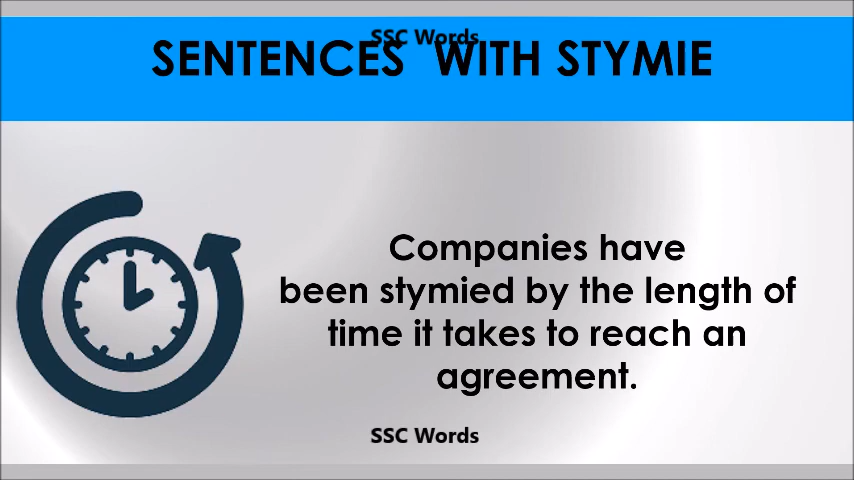 SSC Words
SENTENCES WITH STYMIE
Companies have
been stymied by the length of
time it takes to reach an
agreement.
SSC Words